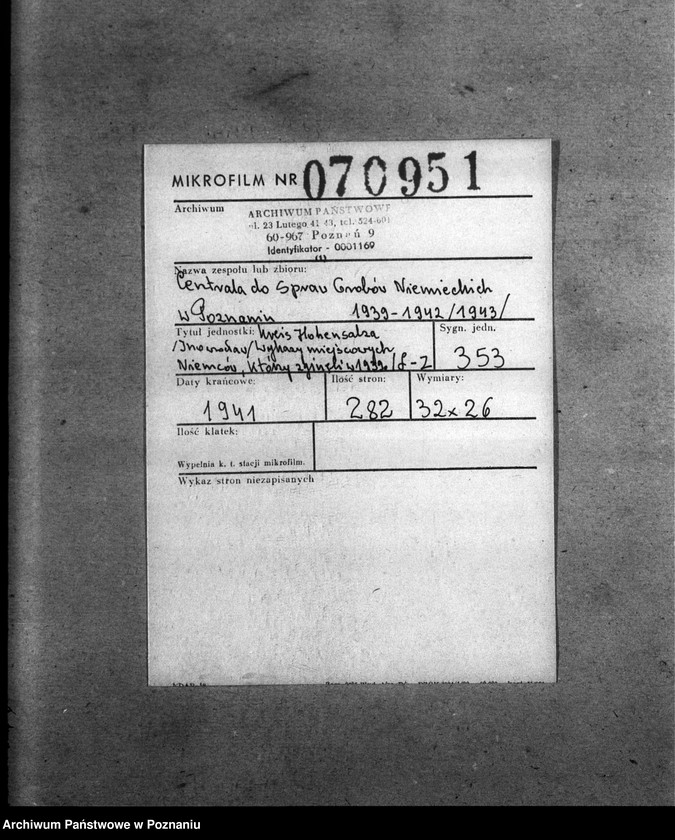 MIKROFILM NR 070951
Archiwum
ARCHIWUM PAŃSTWOWE
ul. 23 Lutego 41 43, tel. 524-601
60-967 Poznań 9
Identyfikator - 0001169
Nazwa zespołu lub zbioru:
Centrala do Spraw Grobów Niemieckich
w Poznaniu 1939-1942/1943/
Tytuł jednostki: Kreis Hohensalza
/Inowrocław/Wykazy miejscowych
Niemców, którzy zginęli w 1939 /L-Z
Sygn. jedn.
353
Daty krańcowe:
1941
Ilość stron:
282
Wymiary:
32x26
Ilość klatek:
Wypełnia k. t. stacji mikrofilm.
Wykaz stron niezapisanych
Archiwum Państwowe w Poznaniu